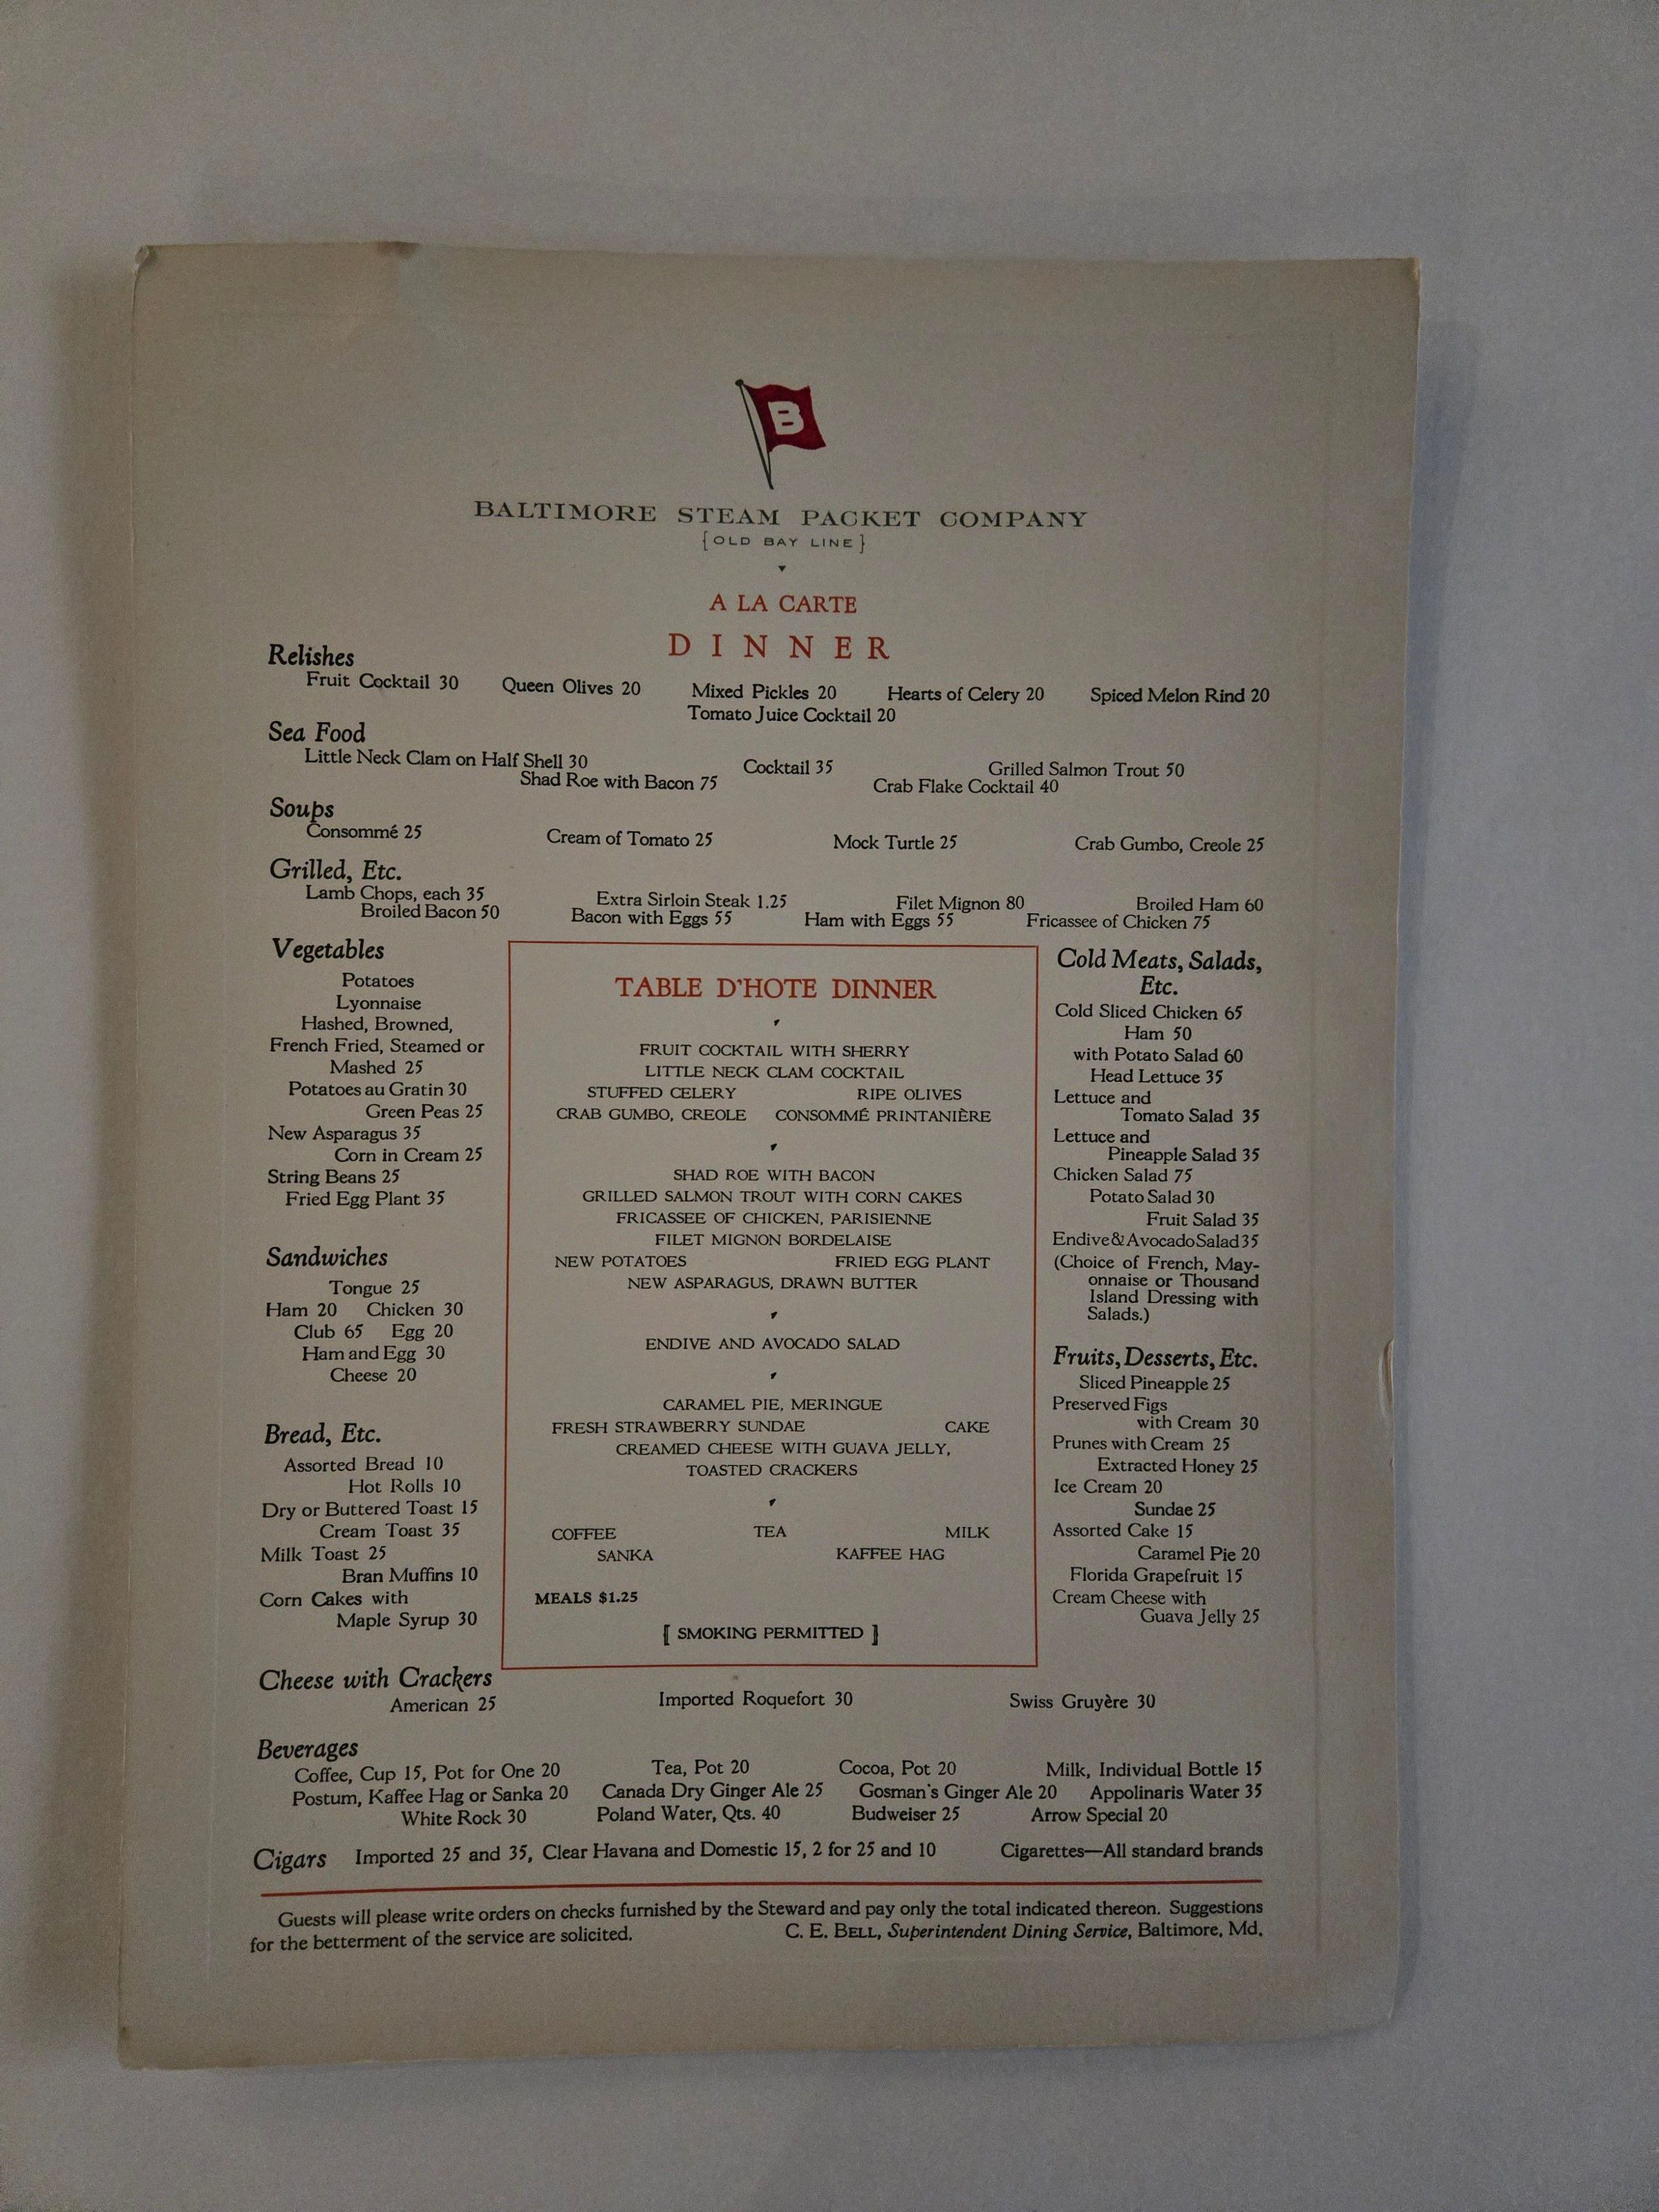 B
BALTIMORE STEAM PACKET COMPANY
{OLD BAY LINE}
A LA CARTE
DINNER
Relishes
Fruit Cocktail 30 Queen Olives 20 Mixed Pickles 20 Hearts of Celery 20 Spiced Melon Rind 20
Tomato Juice Cocktail 20
Sea Food
Little Neck Clam on Half Shell 30 Cocktail 35 Grilled Salmon Trout 50
Shad Roe with Bacon 75 Crab Flake Cocktail 40
Soups
Consommé 25 Cream of Tomato 25 Mock Turtle 25 Crab Gumbo, Creole 25
Grilled, Etc.
Lamb Chops, each 35 Extra Sirloin Steak 1.25 Filet Mignon 80 Broiled Ham 60
Broiled Bacon 50 Bacon with Eggs 55 Ham with Eggs 55 Fricassee of Chicken 75
Vegetables
Potatoes
Lyonnaise
Hashed, Browned,
French Fried, Steamed or
Mashed 25
Potatoes au Gratin 30
Green Peas 25
New Asparagus 35
Corn in Cream 25
String Beans 25
Fried Egg Plant 35
Sandwiches
Tongue 25
Ham 20 Chicken 30
Club 65 Egg 20
Ham and Egg 30
Cheese 20
Bread, Etc.
Assorted Bread 10
Hot Rolls 10
Dry or Buttered Toast 15
Cream Toast 35
Milk Toast 25
Bran Muffins 10
Corn Cakes with
Maple Syrup 30
TABLE D'HOTE DINNER
FRUIT COCKTAIL WITH SHERRY
LITTLE NECK CLAM COCKTAIL
STUFFED CELERY RIPE OLIVES
CRAB GUMBO, CREOLE CONSOMMÉ PRINTANIÈRE
SHAD ROE WITH BACON
GRILLED SALMON TROUT WITH CORN CAKES
FRICASSEE OF CHICKEN, PARISIENNE
FILET MIGNON BORDELAISE
NEW POTATOES FRIED EGG PLANT
NEW ASPARAGUS, DRAWN BUTTER
ENDIVE AND AVOCADO SALAD
CARAMEL PIE, MERINGUE
FRESH STRAWBERRY SUNDAE CAKE
CREAMED CHEESE WITH GUAVA JELLY,
TOASTED CRACKERS
COFFEE TEA MILK
SANKA KAFFEE HAG
MEALS $1.25
[ SMOKING PERMITTED ]
Cold Meats, Salads,
Etc.
Cold Sliced Chicken 65
Ham 50
with Potato Salad 60
Head Lettuce 35
Lettuce and
Tomato Salad 35
Lettuce and
Pineapple Salad 35
Chicken Salad 75
Potato Salad 30
Fruit Salad 35
Endive & Avocado Salad 35
(Choice of French, May-
onnaise or Thousand
Island Dressing with
Salads.)
Fruits, Desserts, Etc.
Sliced Pineapple 25
Preserved Figs
with Cream 30
Prunes with Cream 25
Extracted Honey 25
Ice Cream 20
Sundae 25
Assorted Cake 15
Caramel Pie 20
Florida Grapefruit 15
Cream Cheese with
Guava Jelly 25
Cheese with Crackers
American 25 Imported Roquefort 30 Swiss Gruyère 30
Beverages
Coffee, Cup 15, Pot for One 20 Tea, Pot 20 Cocoa, Pot 20 Milk, Individual Bottle 15
Postum, Kaffee Hag or Sanka 20 Canada Dry Ginger Ale 25 Gosman's Ginger Ale 20 Appolinaris Water 35
White Rock 30 Poland Water, Qts. 40 Budweiser 25 Arrow Special 20
Cigars Imported 25 and 35, Clear Havana and Domestic 15, 2 for 25 and 10 Cigarettes—All standard brands
Guests will please write orders on checks furnished by the Steward and pay only the total indicated thereon. Suggestions
for the betterment of the service are solicited. C. E. BELL, Superintendent Dining Service, Baltimore, Md.